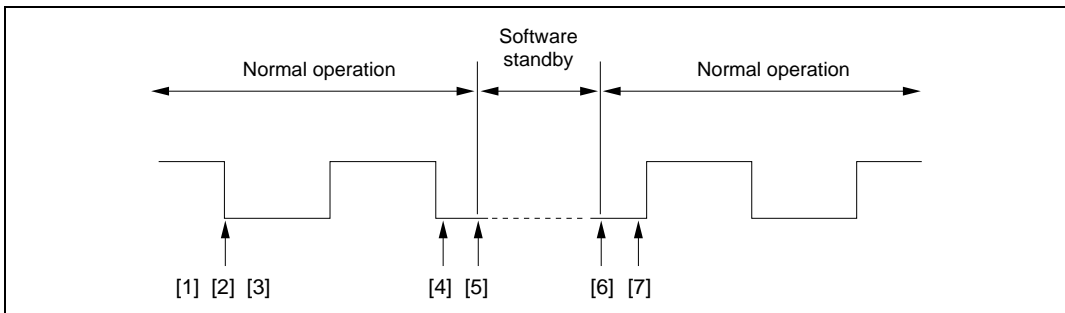 Software
standby
Normal operation
Normal operation
[1] [2] [3]
[4] [5]
[6] [7]